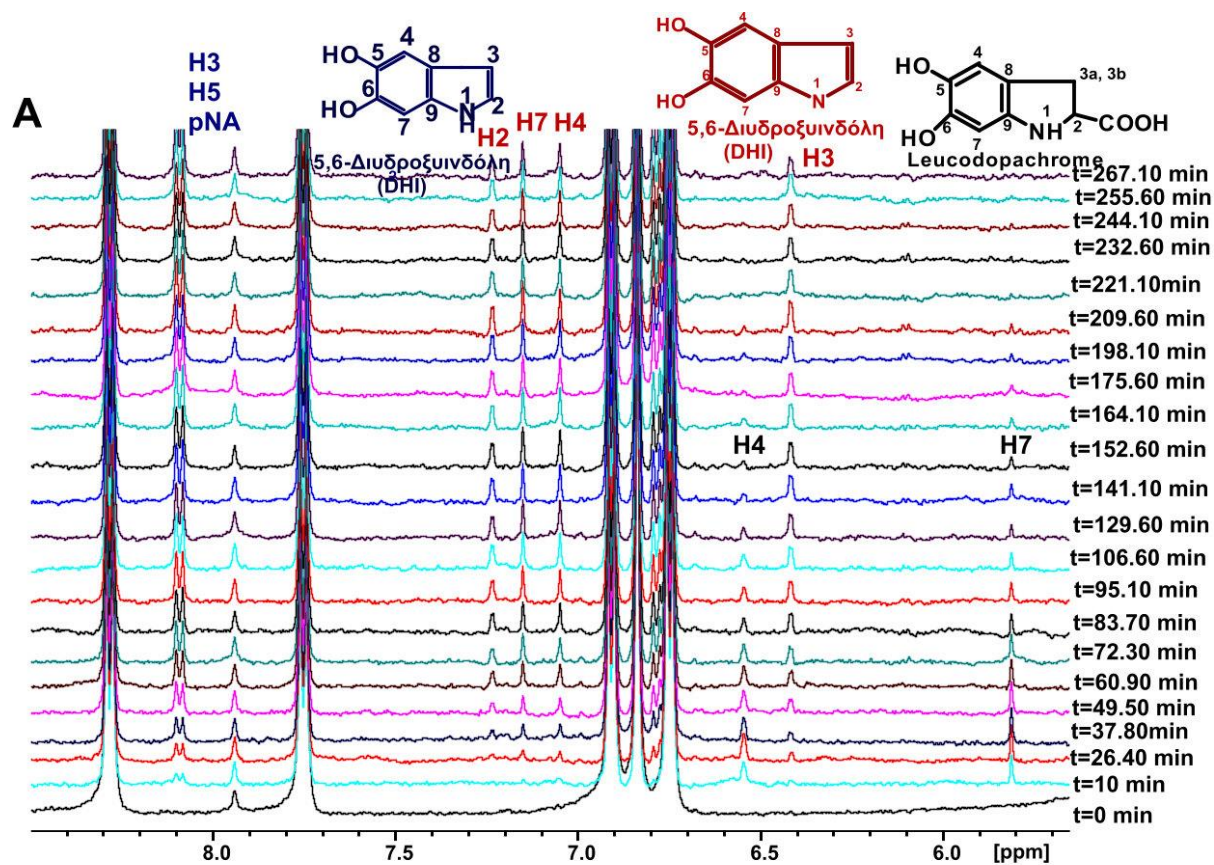 A
H3
H5
pNA
HO
HO
4
5
6
7
8
9
3
2
1
N
H
5,6-Διυδροξυινδόλη
(DHI)
H2 H7 H4
HO
HO
4
5
6
7
8
9
3
2
1
N
5,6-Διυδροξυινδόλη
(DHI)
H3
HO
HO
4
5
6
7
8
9
3a, 3b
1
NH
2
COOH
Leucodopachrome
t=267.10 min
t=255.60 min
t=244.10 min
t=232.60 min
t=221.10min
t=209.60 min
t=198.10 min
t=175.60 min
t=164.10 min
H4 H7
t=152.60 min
t=141.10 min
t=129.60 min
t=106.60 min
t=95.10 min
t=83.70 min
t=72.30 min
t=60.90 min
t=49.50 min
t=37.80min
t=26.40 min
t=10 min
t=0 min
8.0 7.5 7.0 6.5 6.0 [ppm]